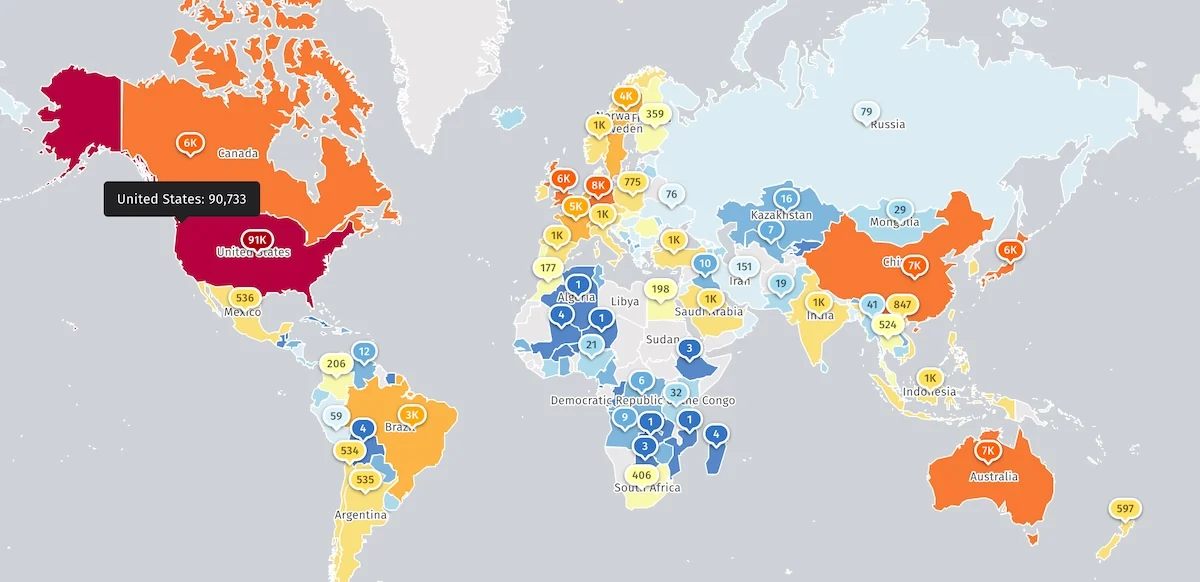 4K
Norwa
Fi
359
1K
weden
79
Russia
6K
Canada
6K
8K
775
76
United States: 90,733
5K
1K
16
Kazakhstan
29
Mongolia
7
91K
United States
1K
1K
6K
177
10
151
Iran
Chi
7K
1
Algeria
19
536
Mexico
Libya
198
1K
Saudi Arabia
1K
India
41
847
4
1
524
21
Sudan
3
12
206
6
1K
Indonesia
32
Democratic Republic of the Congo
59
3K
Brazil
9
1
1
4
4
534
3
7K
406
South Africa
Australia
535
Argentina
597